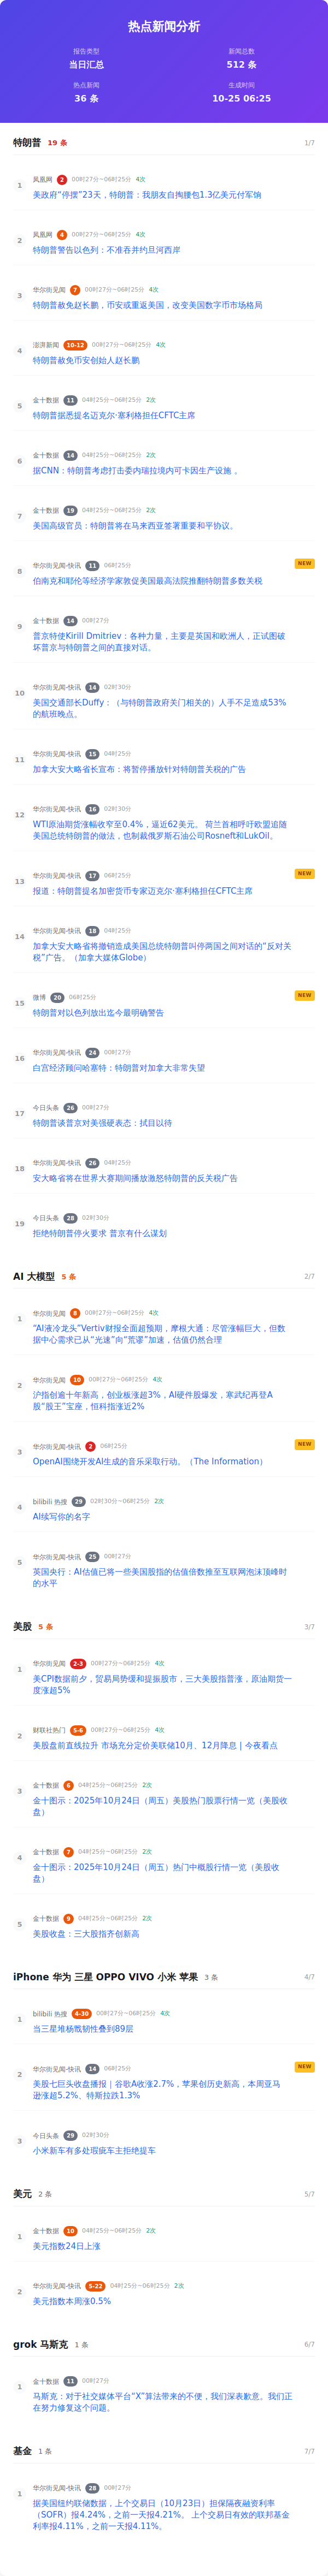 热点新闻分析
报告类型
当日汇总
新闻总数
512 条
热点新闻
36 条
生成时间
10-25 06:25
特朗普 19 条 1/7
1
凤凰网 2 00时27分~06时25分 4次
美政府“停摆”23天，特朗普：我朋友自掏腰包1.3亿美元付军饷
2
凤凰网 4 00时27分~06时25分 4次
特朗普警告以色列：不准吞并约旦河西岸
3
华尔街见闻 7 00时27分~06时25分 4次
特朗普赦免赵长鹏，币安或重返美国，改变美国数字币市场格局
4
澎湃新闻 10-12 00时27分~06时25分 4次
特朗普赦免币安创始人赵长鹏
5
金十数据 11 04时25分~06时25分 2次
特朗普据悉提名迈克尔·塞利格担任CFTC主席
6
金十数据 14 04时25分~06时25分 2次
据CNN：特朗普考虑打击委内瑞拉境内可卡因生产设施 。
7
金十数据 19 04时25分~06时25分 2次
美国高级官员：特朗普将在马来西亚签署重要和平协议。
8
华尔街见闻-快讯 11 06时25分
NEW
伯南克和耶伦等经济学家敦促美国最高法院推翻特朗普多数关税
9
金十数据 14 00时27分
普京特使Kirill Dmitriev：各种力量，主要是英国和欧洲人，正试图破
坏普京与特朗普之间的直接对话。
10
华尔街见闻-快讯 14 02时30分
美国交通部长Duffy：（与特朗普政府关门相关的）人手不足造成53%
的航班晚点。
11
华尔街见闻-快讯 15 04时25分
加拿大安大略省长宣布：将暂停播放针对特朗普关税的广告
12
华尔街见闻-快讯 16 02时30分
WTI原油期货涨幅收窄至0.4%，逼近62美元。 荷兰首相呼吁欧盟追随
美国总统特朗普的做法，也制裁俄罗斯石油公司Rosneft和LukOil。
13
华尔街见闻-快讯 17 06时25分
NEW
报道：特朗普提名加密货币专家迈克尔·塞利格担任CFTC主席
14
华尔街见闻-快讯 18 04时25分
加拿大安大略省将撤销造成美国总统特朗普叫停两国之间对话的“反对关
税”广告。（加拿大媒体Globe）
15
微博 20 06时25分
NEW
特朗普对以色列放出迄今最明确警告
16
华尔街见闻-快讯 24 00时27分
白宫经济顾问哈塞特：特朗普对加拿大非常失望
17
今日头条 26 00时27分
特朗普谈普京对美强硬表态：拭目以待
18
华尔街见闻-快讯 26 04时25分
安大略省将在世界大赛期间播放激怒特朗普的反关税广告
19
今日头条 28 02时30分
拒绝特朗普停火要求 普京有什么谋划
AI 大模型 5 条 2/7
1
华尔街见闻 8 00时27分~06时25分 4次
“AI液冷龙头”Vertiv财报全面超预期，摩根大通：尽管涨幅巨大，但数
据中心需求已从“光速”向“荒谬”加速，估值仍然合理
2
华尔街见闻 10 00时27分~06时25分 4次
沪指创逾十年新高，创业板涨超3%，AI硬件股爆发，寒武纪再登A
股“股王”宝座，恒科指涨近2%
3
华尔街见闻-快讯 2 06时25分
NEW
OpenAI围绕开发AI生成的音乐采取行动。（The Information）
4
bilibili 热搜 29 02时30分~06时25分 2次
AI续写你的名字
5
华尔街见闻-快讯 25 00时27分
英国央行：AI估值已将一些美国股指的估值倍数推至互联网泡沫顶峰时
的水平
美股 5 条 3/7
1
华尔街见闻 2-3 00时27分~06时25分 4次
美CPI数据前夕，贸易局势缓和提振股市，三大美股指普涨，原油期货一
度涨超5%
2
财联社热门 5-6 00时27分~06时25分 4次
美股盘前直线拉升 市场充分定价美联储10月、12月降息 | 今夜看点
3
金十数据 6 04时25分~06时25分 2次
金十图示：2025年10月24日（周五）美股热门股票行情一览（美股收
盘）
4
金十数据 7 04时25分~06时25分 2次
金十图示：2025年10月24日（周五）热门中概股行情一览（美股收
盘）
5
金十数据 9 04时25分~06时25分 2次
美股收盘：三大股指齐创新高
iPhone 华为 三星 OPPO VIVO 小米 苹果 3 条 4/7
1
bilibili 热搜 4-30 00时27分~06时25分 4次
当三星堆杨戬韧性叠到89层
2
华尔街见闻-快讯 14 06时25分
NEW
美股七巨头收盘播报｜谷歌A收涨2.7%，苹果创历史新高，本周亚马
逊涨超5.2%、特斯拉跌1.3%
3
今日头条 29 02时30分
小米新车有多处瑕疵车主拒绝提车
美元 2 条 5/7
1
金十数据 10 04时25分~06时25分 2次
美元指数24日上涨
2
华尔街见闻-快讯 5-22 04时25分~06时25分 2次
美元指数本周涨0.5%
grok 马斯克 1 条 6/7
1
金十数据 11 00时27分
马斯克：对于社交媒体平台“X”算法带来的不便，我们深表歉意。我们正
在努力修复这个问题。
基金 1 条 7/7
1
华尔街见闻-快讯 28 00时27分
据美国纽约联储数据，上个交易日（10月23日）担保隔夜融资利率
（SOFR）报4.24%，之前一天报4.21%。 上个交易日有效的联邦基金
利率报4.11%，之前一天报4.11%。